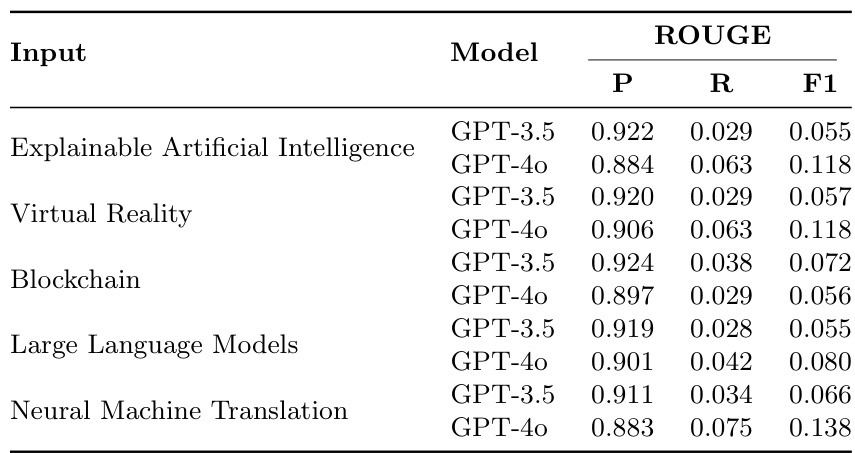 Input Model ROUGE
P R F1
Explainable Artificial Intelligence GPT-3.5 0.922 0.029 0.055
GPT-4o 0.884 0.063 0.118
Virtual Reality GPT-3.5 0.920 0.029 0.057
GPT-4o 0.906 0.063 0.118
Blockchain GPT-3.5 0.924 0.038 0.072
GPT-4o 0.897 0.029 0.056
Large Language Models GPT-3.5 0.919 0.028 0.055
GPT-4o 0.901 0.042 0.080
Neural Machine Translation GPT-3.5 0.911 0.034 0.066
GPT-4o 0.883 0.075 0.138